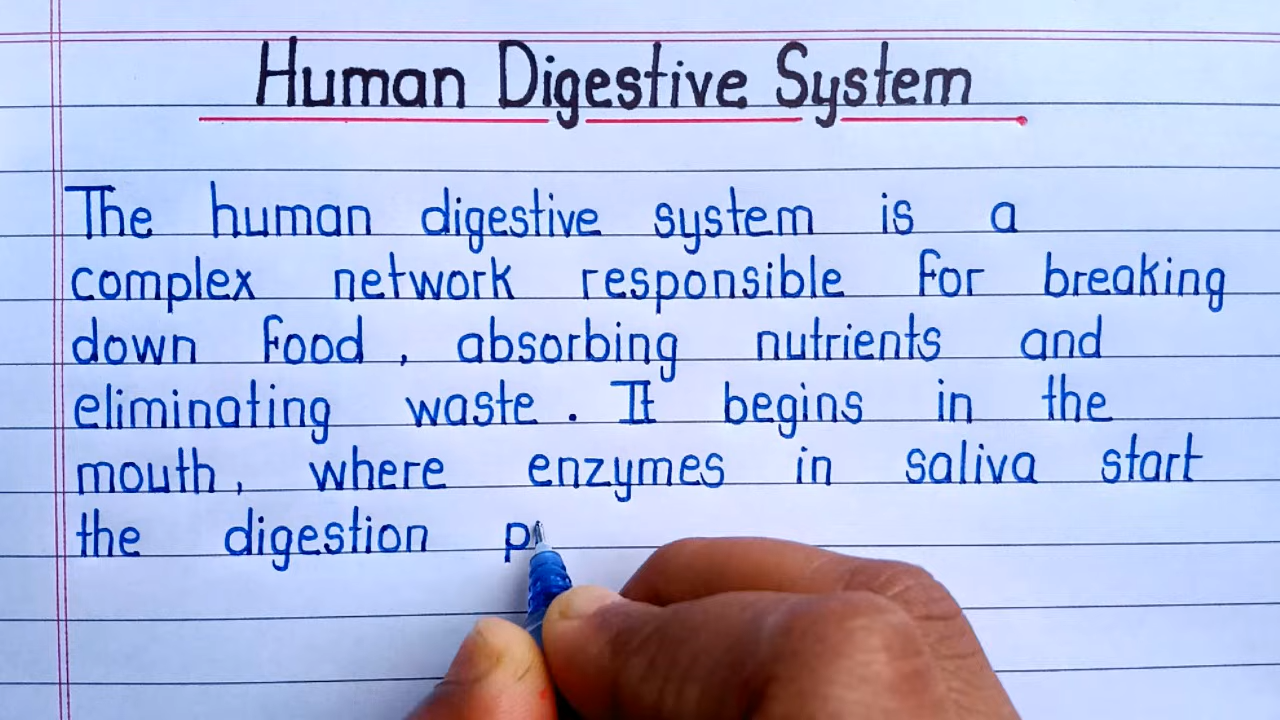 Human Digestive System
The human digestive system is a
complex network responsible for breaking
down food, absorbing nutrients and
eliminating waste. It begins in the
mouth, where enzymes in saliva start
the digestion p